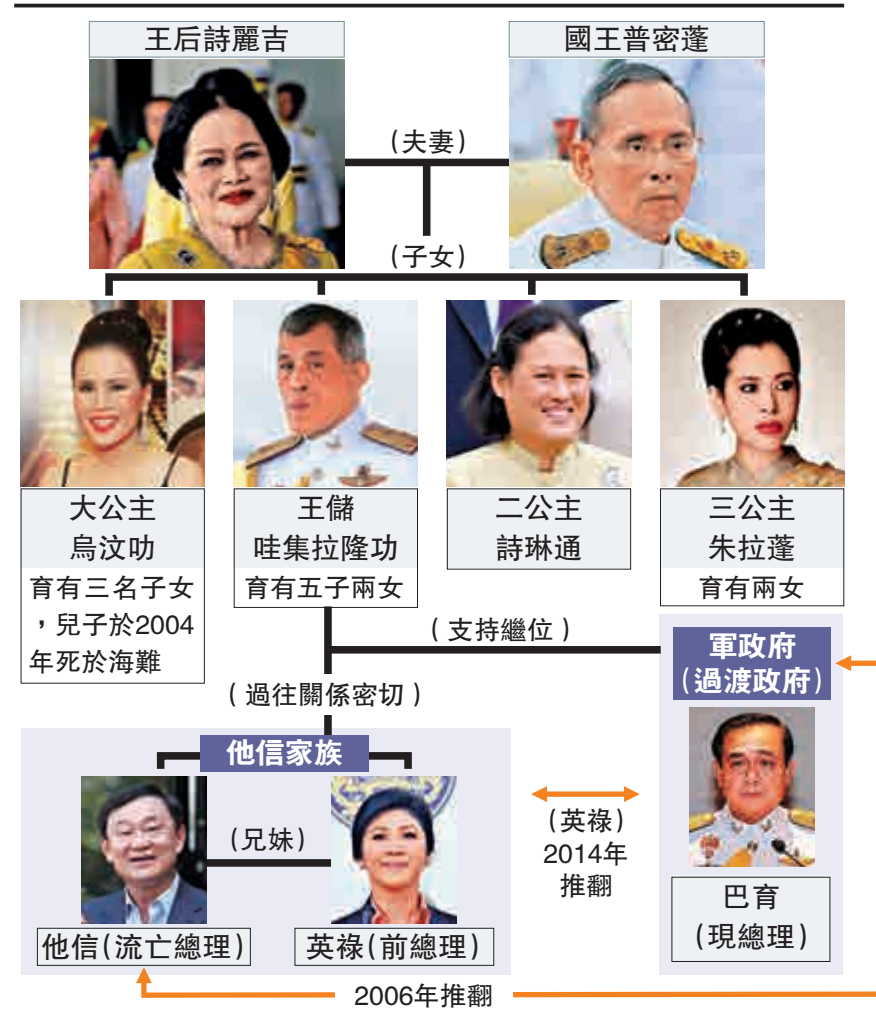 王后詩麗吉
國王普密蓬
(夫妻)
(子女)
大公主
烏汶叻
育有三名子女
，兒子於2004
年死於海難
王儲
哇集拉隆功
育有五子兩女
二公主
詩琳通
三公主
朱拉蓬
育有兩女
(支持繼位)
軍政府
(過渡政府)
(過往關係密切)
他信家族
(兄妹)
他信(流亡總理)
英祿(前總理)
(英祿)
2014年
推翻
巴育
(現總理)
2006年推翻